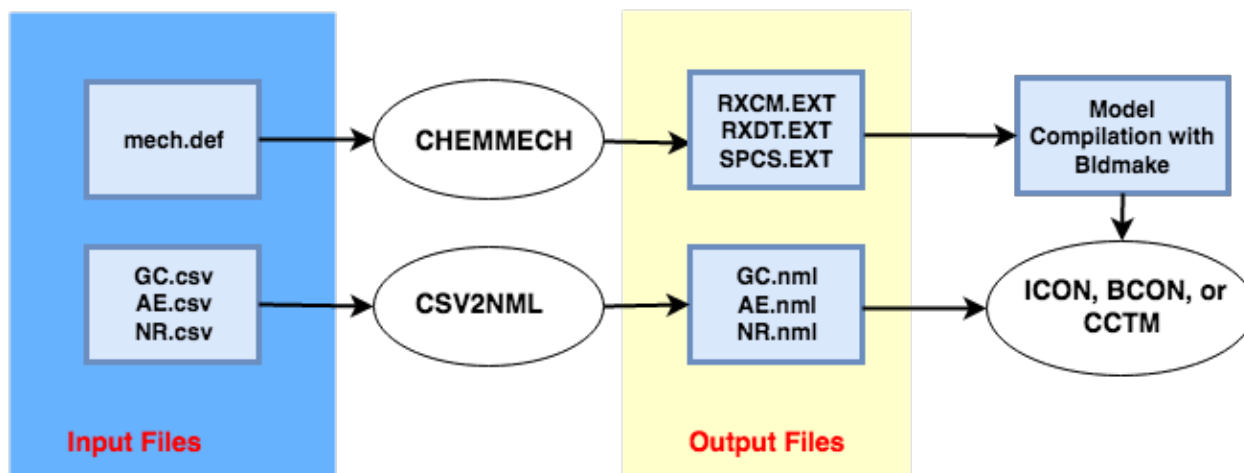 mech.def
CHEMMECH
RXCM.EXT
RXDT.EXT
SPCS.EXT
Model
Compilation with
Bldmake
GC.csv
AE.csv
NR.csv
CSV2NML
GC.nml
AE.nml
NR.nml
ICON, BCON, or
CCTM
Input Files
Output Files